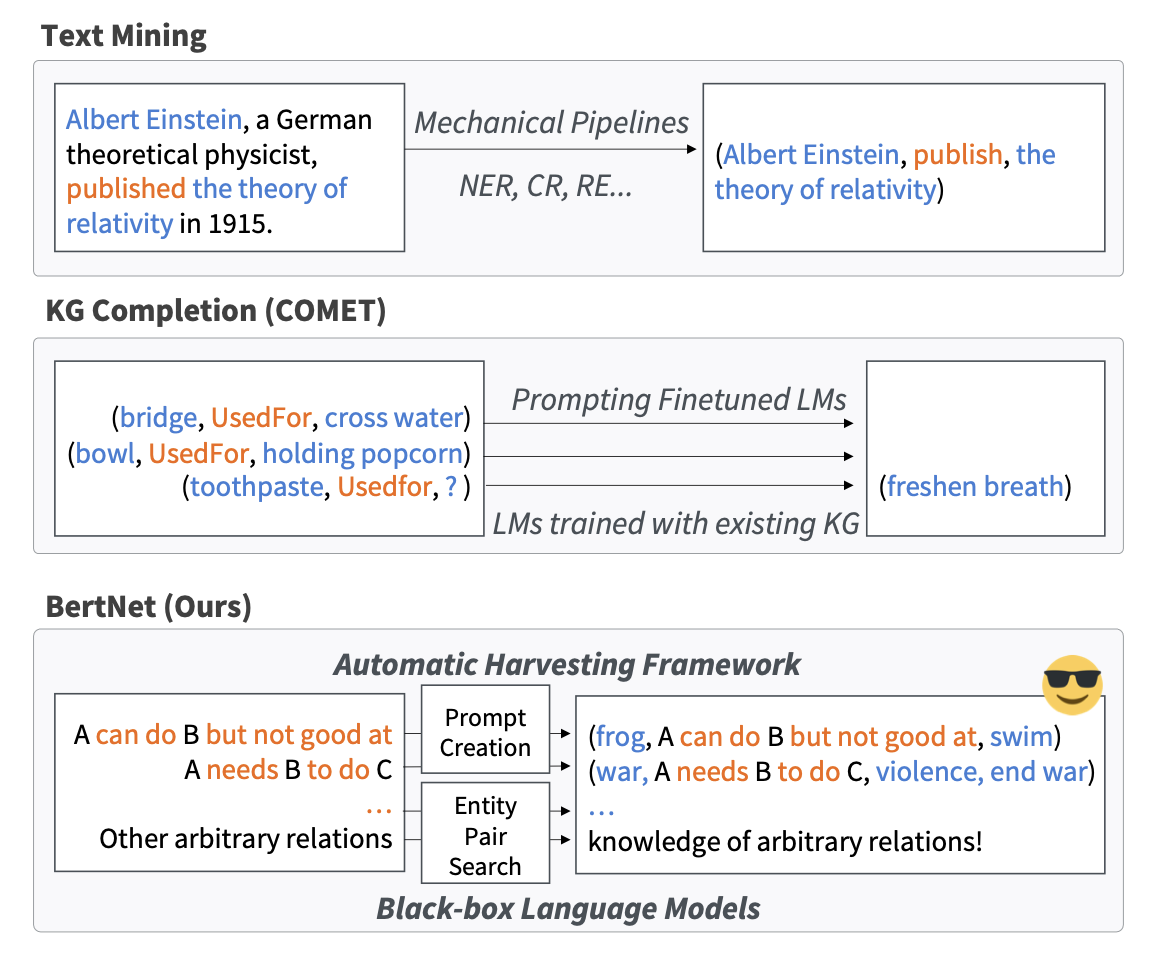 Text Mining
Albert Einstein, a German
theoretical physicist,
published the theory of
relativity in 1915.
Mechanical Pipelines
NER, CR, RE...
(Albert Einstein, publish, the
theory of relativity)
KG Completion (COMET)
(bridge, UsedFor, cross water)
(bowl, UsedFor, holding popcorn)
(toothpaste, Usedfor, ? )
Prompting Finetuned LMs
LMs trained with existing KG
(freshen breath)
BertNet (Ours)
Automatic Harvesting Framework
A can do B but not good at
A needs B to do C
...
Other arbitrary relations
Prompt
Creation
Entity
Pair
Search
(frog, A can do B but not good at, swim)
(war, A needs B to do C, violence, end war)
...
knowledge of arbitrary relations!
Black-box Language Models